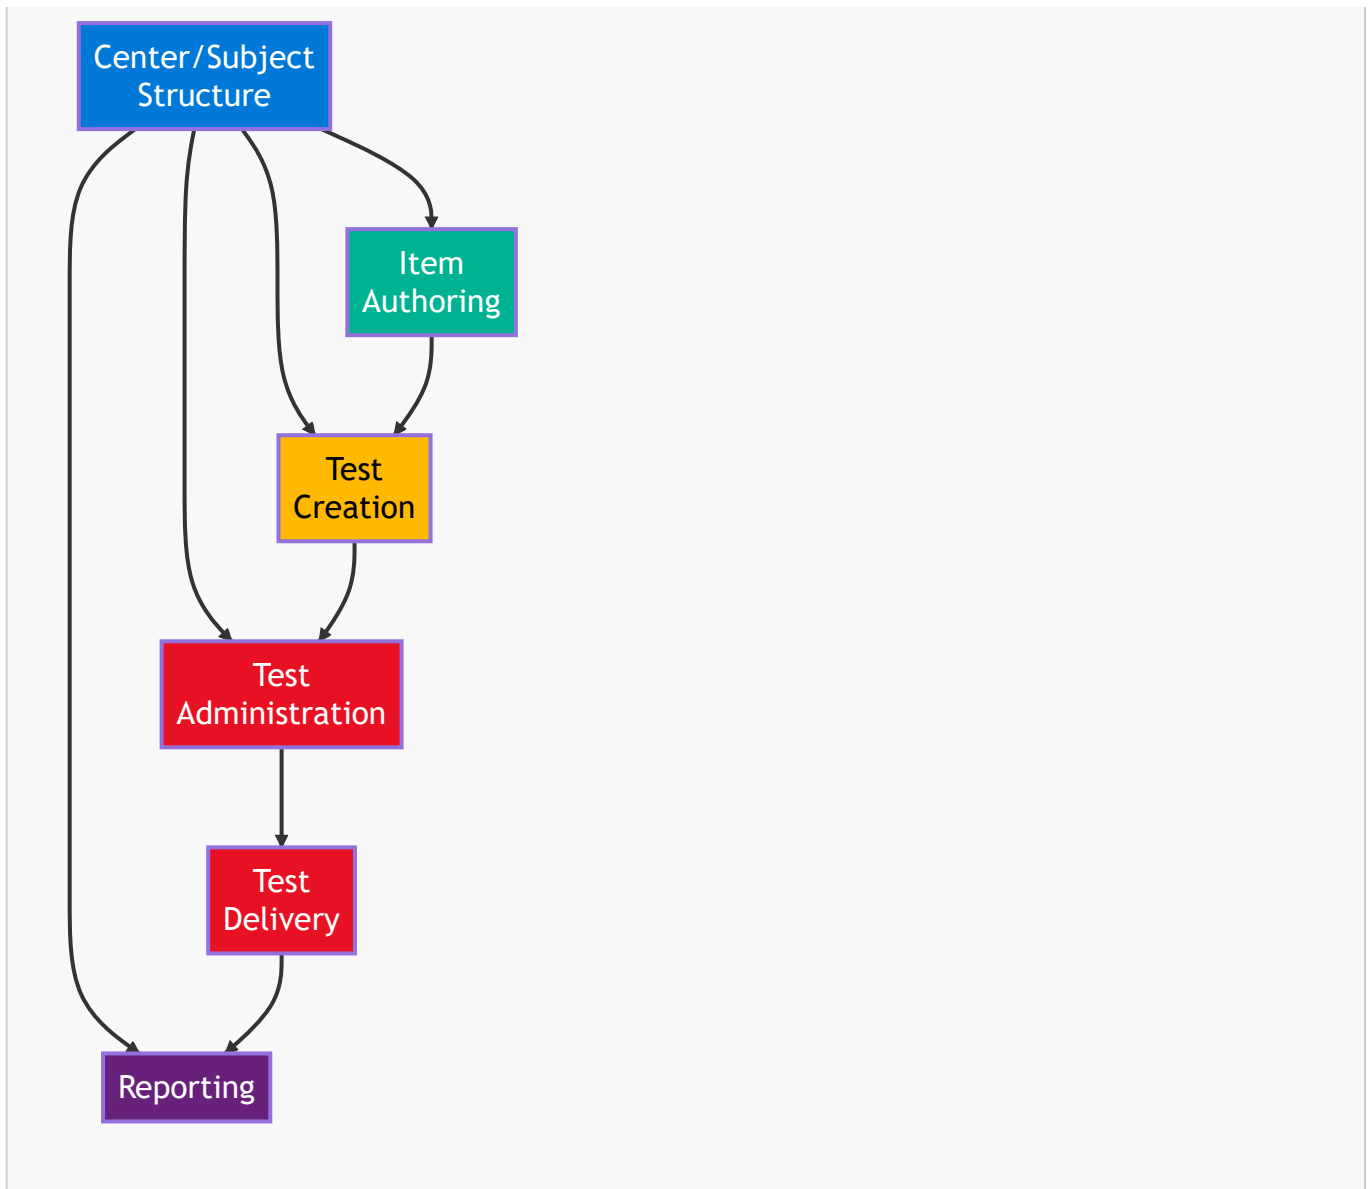 Center/Subject
Structure
Item
Authoring
Test
Creation
Test
Administration
Test
Delivery
Reporting